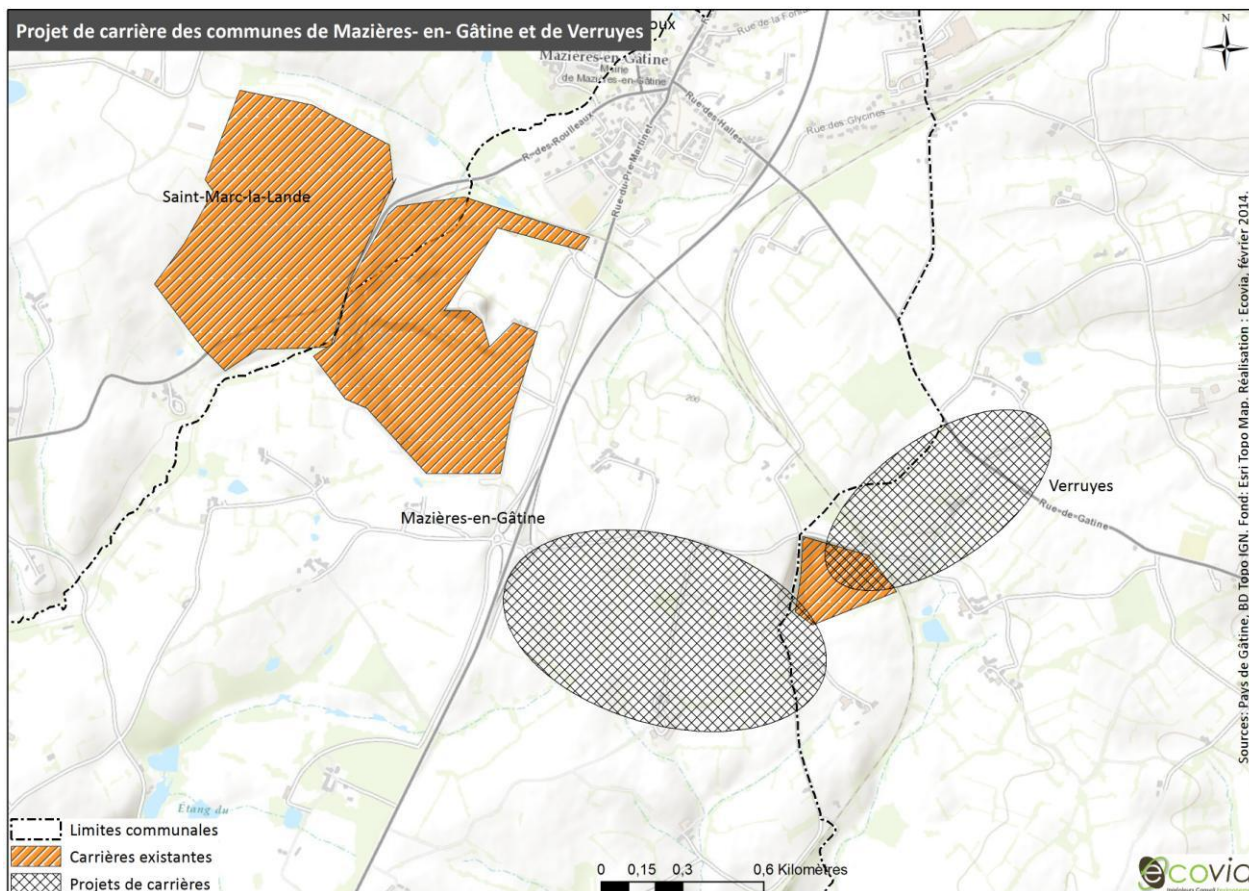 Projet de carrière des communes de Mazières- en- Gâtine et de Verruyes
N
Rue de la
Mazières-en-Gâtine
Mairie
de Mazières-en-Gâtine
R. des Rouilleaux
Rue des Halles
Rue des Glycines
Rue du Pré Martinet
Saint-Marc-la-Lande
200
Mazières-en-Gâtine
Verruyes
Rue de Gatine
Étang du
Limites communales
Carrières existantes
Projets de carrières
0 0,15 0,3 0,6 Kilomètres
Sources: Pays de Gâtine, BD Topo IGN. Fond: Esri Topo Map. Réalisation : Ecovia, février 2014.
ecovia